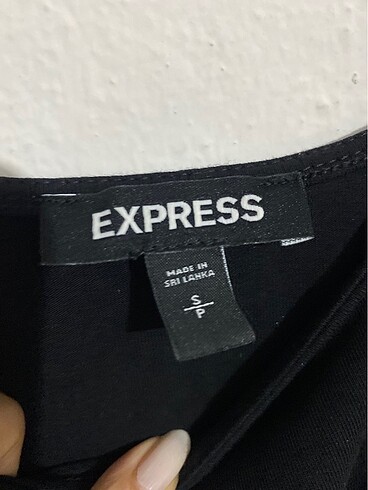 EXPRESS
MADE IN
SRI LANKA
S
P